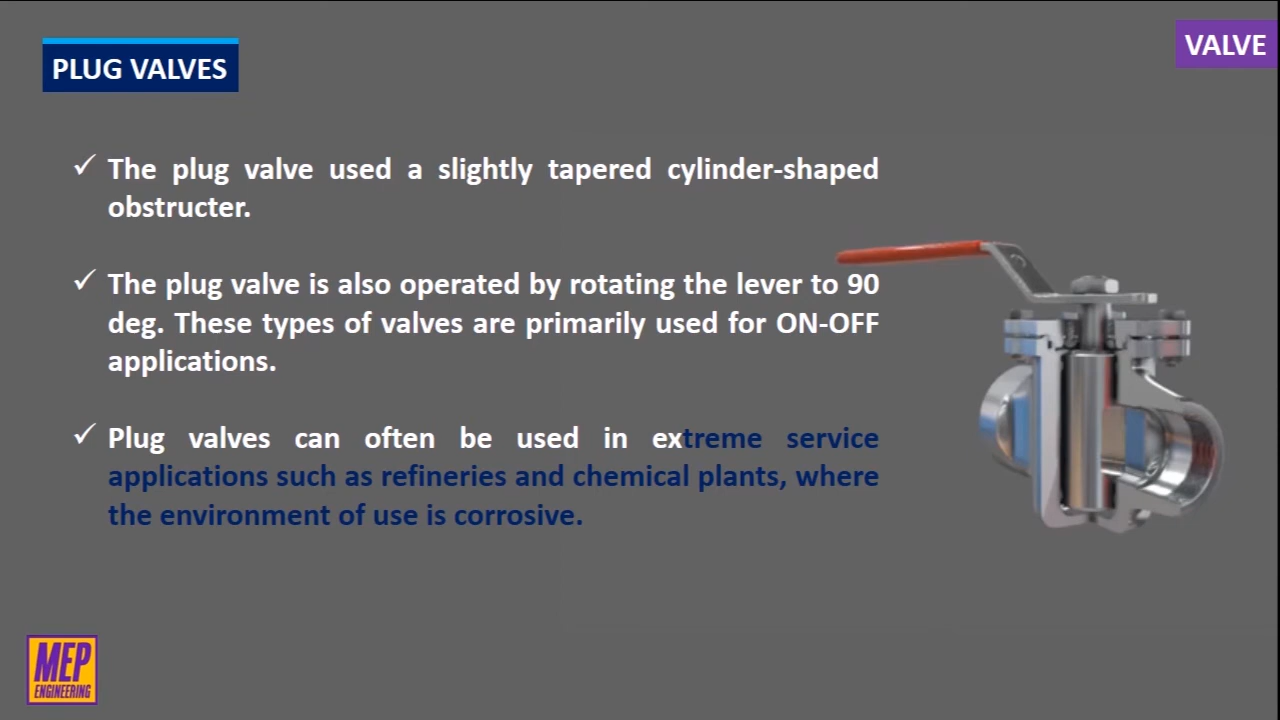 PLUG VALVES
VALVE
✓ The plug valve used a slightly tapered cylinder-shaped
obstructer.
✓ The plug valve is also operated by rotating the lever to 90
deg. These types of valves are primarily used for ON-OFF
applications.
✓ Plug valves can often be used in extreme service
applications such as refineries and chemical plants, where
the environment of use is corrosive.
MEP
ENGINEERING